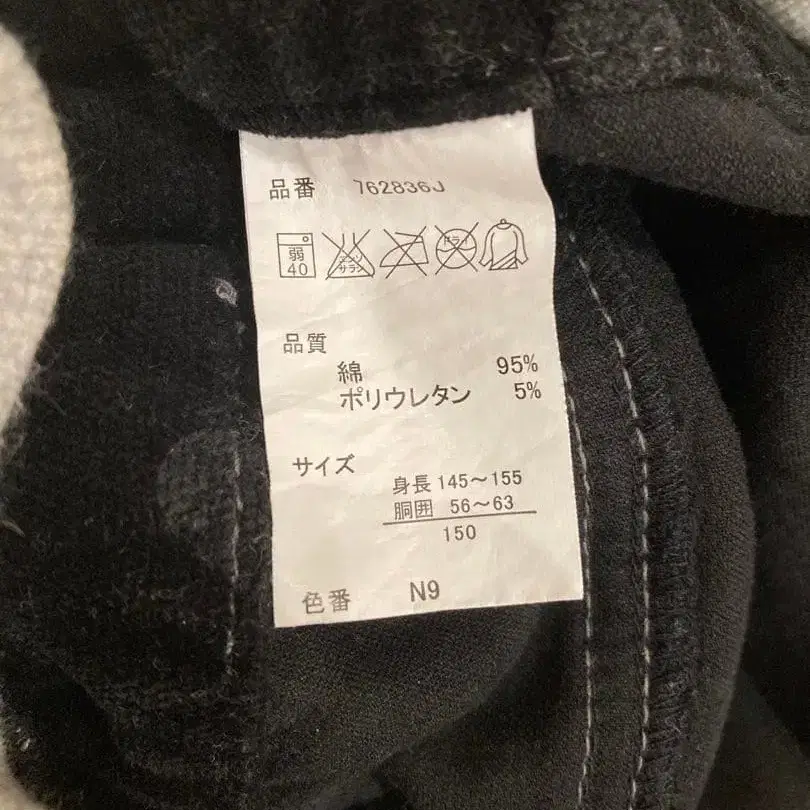 品番 762836J
弱 40 エンソ サラシ ドライ
品質
綿 95%
ポリウレタン 5%
サイズ
身長 145~155
胴囲 56~63
150
色番 N9